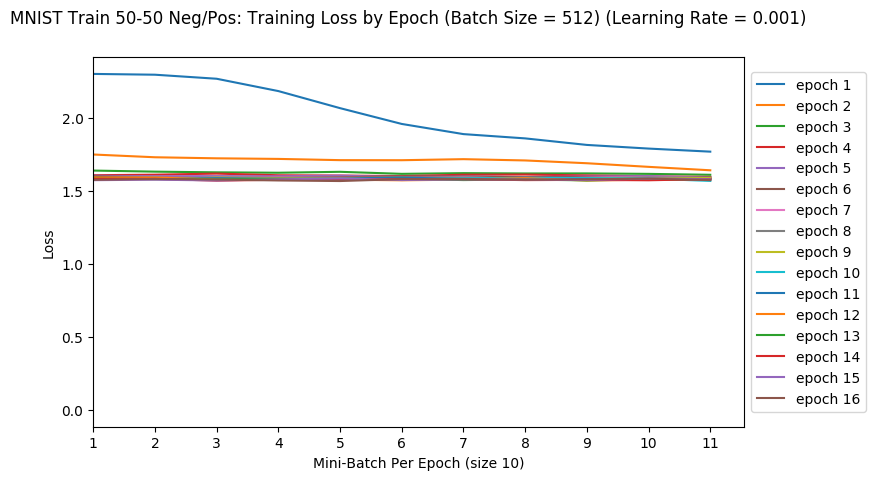 MNIST Train 50-50 Neg/Pos: Training Loss by Epoch (Batch Size = 512) (Learning Rate = 0.001)
2.0
1.5
1.0
0.5
0.0
Loss
1 2 3 4 5 6 7 8 9 10 11
Mini-Batch Per Epoch (size 10)
epoch 1
epoch 2
epoch 3
epoch 4
epoch 5
epoch 6
epoch 7
epoch 8
epoch 9
epoch 10
epoch 11
epoch 12
epoch 13
epoch 14
epoch 15
epoch 16